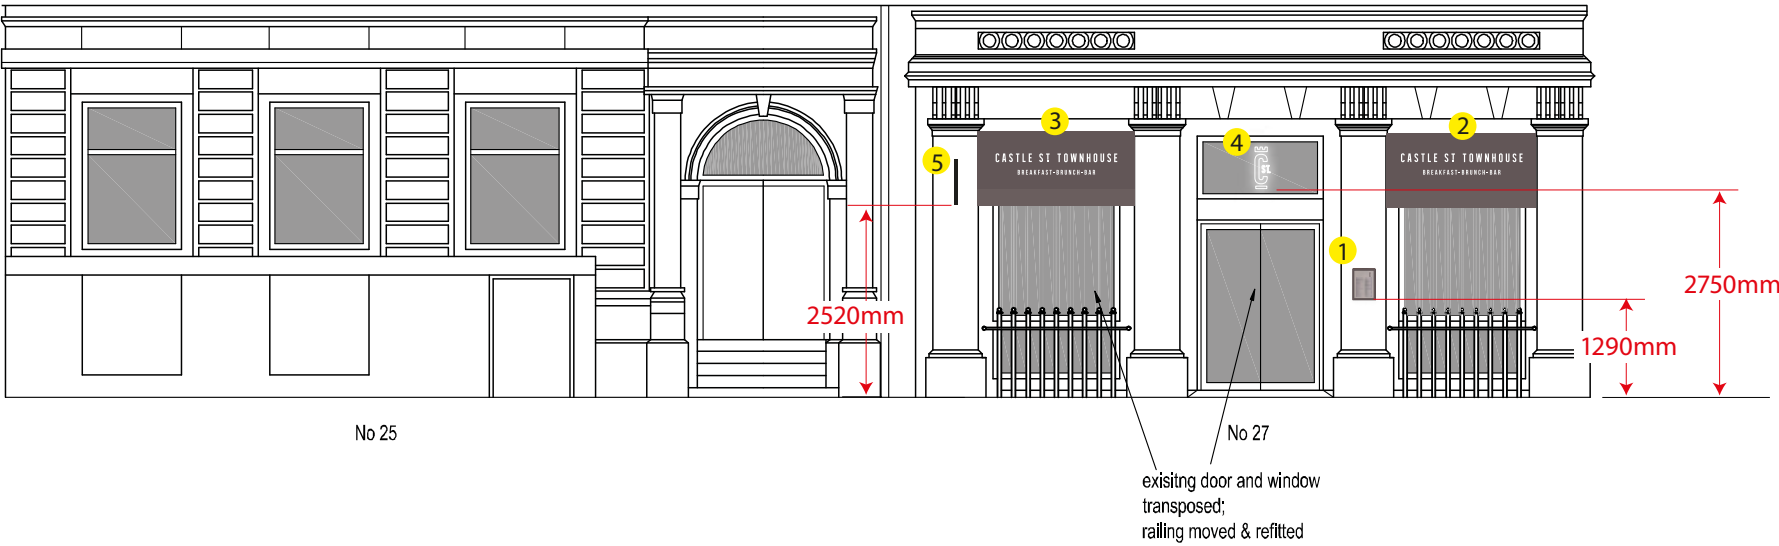 3
2
4
5
CASTLE ST TOWNHOUSE
BREAKFAST-BRUNCH-BAR
CASTLE ST TOWNHOUSE
BREAKFAST-BRUNCH-BAR
ST
1
2750mm
2520mm
1290mm
No 25
No 27
exisitng door and window
transposed;
railing moved & refitted